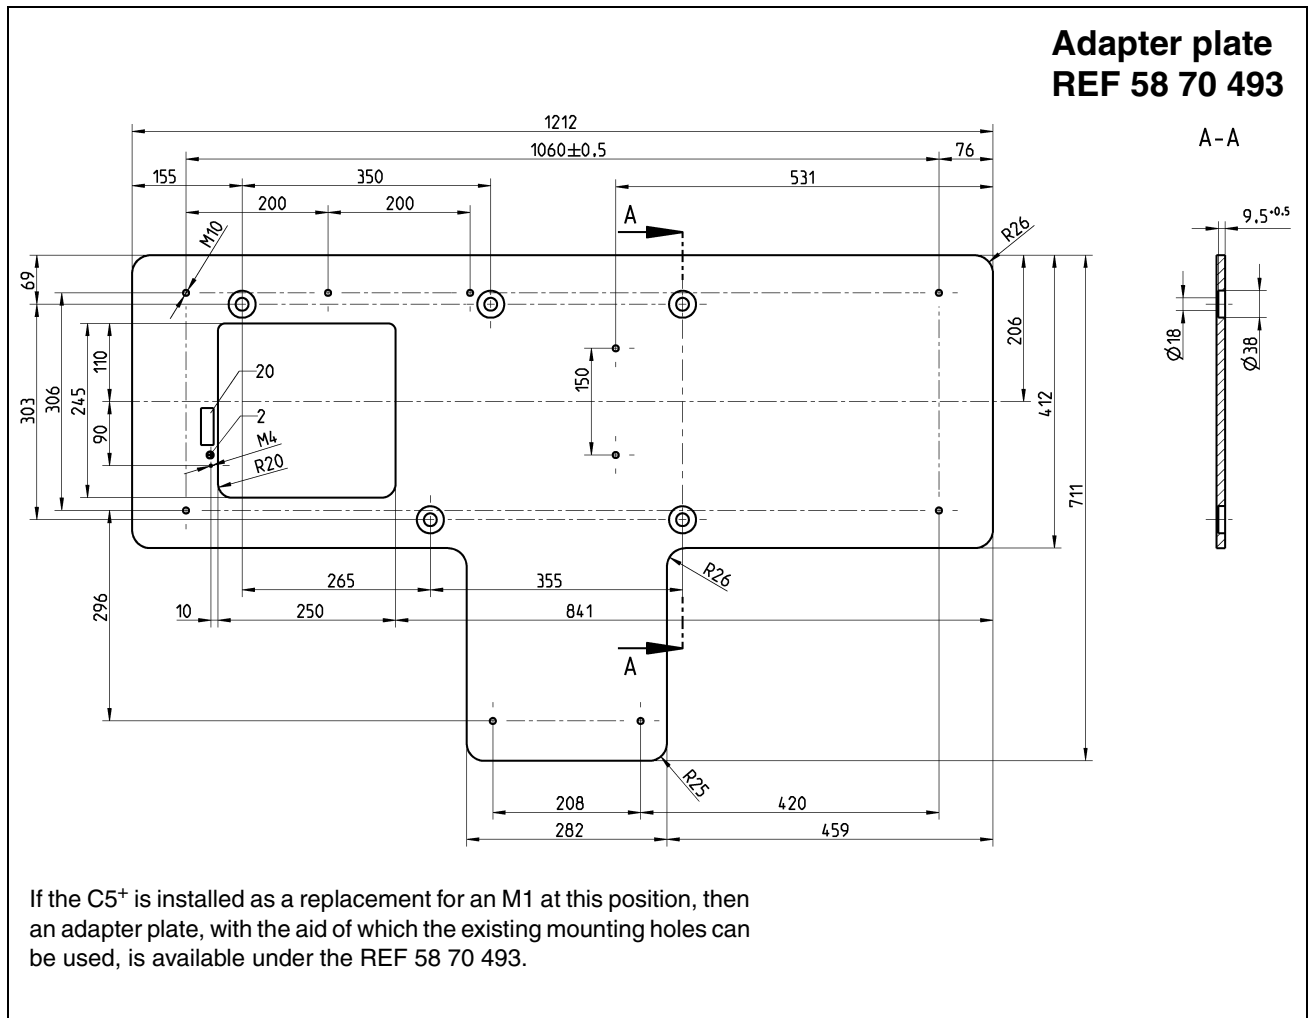 Adapter plate
REF 58 70 493
A-A
1212
1060±0.5
76
155
350
531
200
200
A
M10
R26
9.5+0.5
69
206
Ø18
Ø38
110
150
20
245
306
303
412
2
90
M4
R20
711
R26
265
355
296
10
250
841
A
R25
208
420
282
459
If the C5+ is installed as a replacement for an M1 at this position, then
an adapter plate, with the aid of which the existing mounting holes can
be used, is available under the REF 58 70 493.